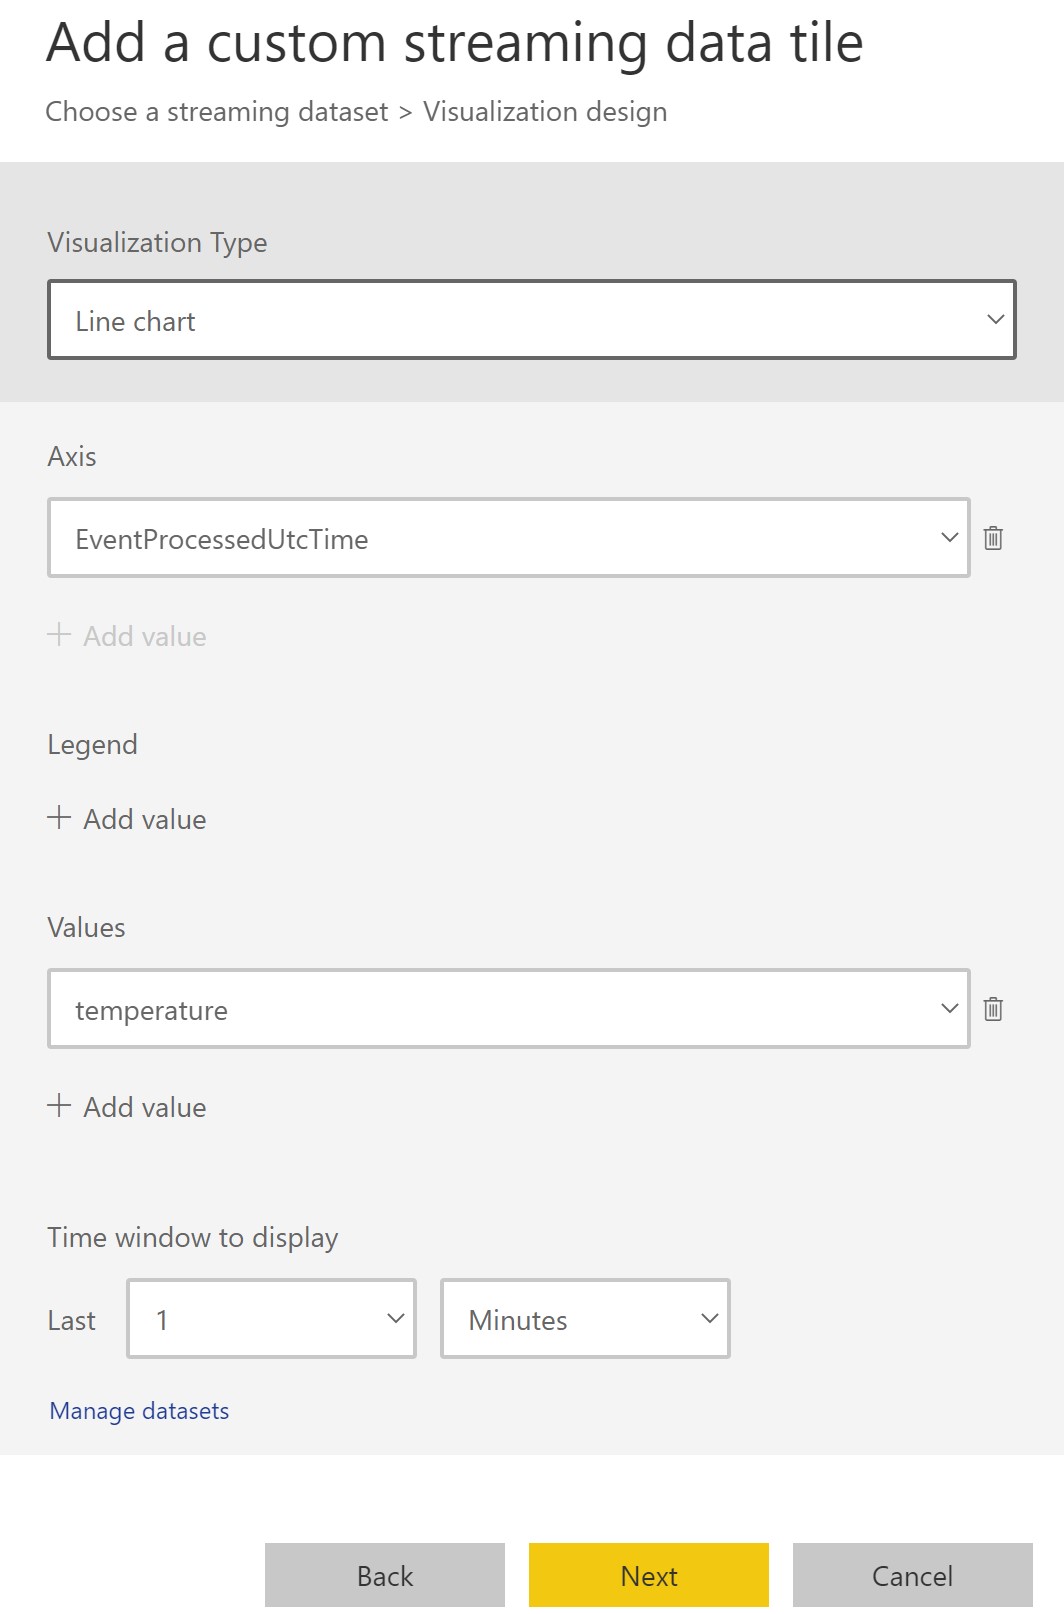 Add a custom streaming data tile
Choose a streaming dataset > Visualization design
Visualization Type
Line chart
Axis
EventProcessedUtcTime
+ Add value
Legend
+ Add value
Values
temperature
+ Add value
Time window to display
Last 1 Minutes
Manage datasets
Back Next Cancel